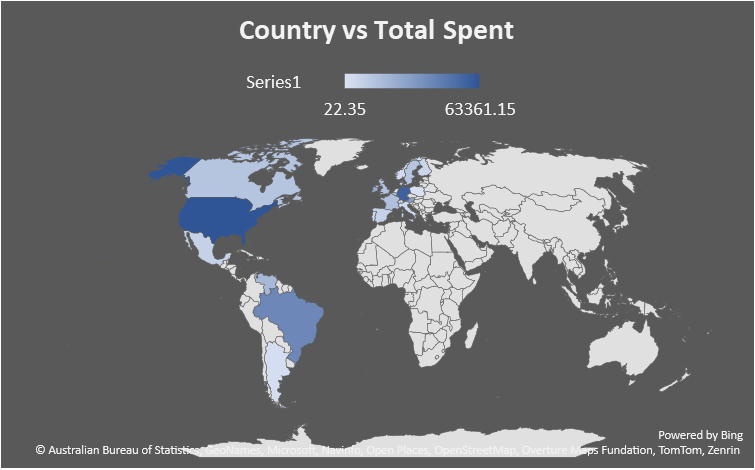 Country vs Total Spent
Series1
22.35
63361.15
Powered by Bing
© Australian Bureau of Statistics, GeoNames, Microsoft, Navinfo, Open Places, OpenStreetMap, Overture Maps Fundation, TomTom, Zenrin